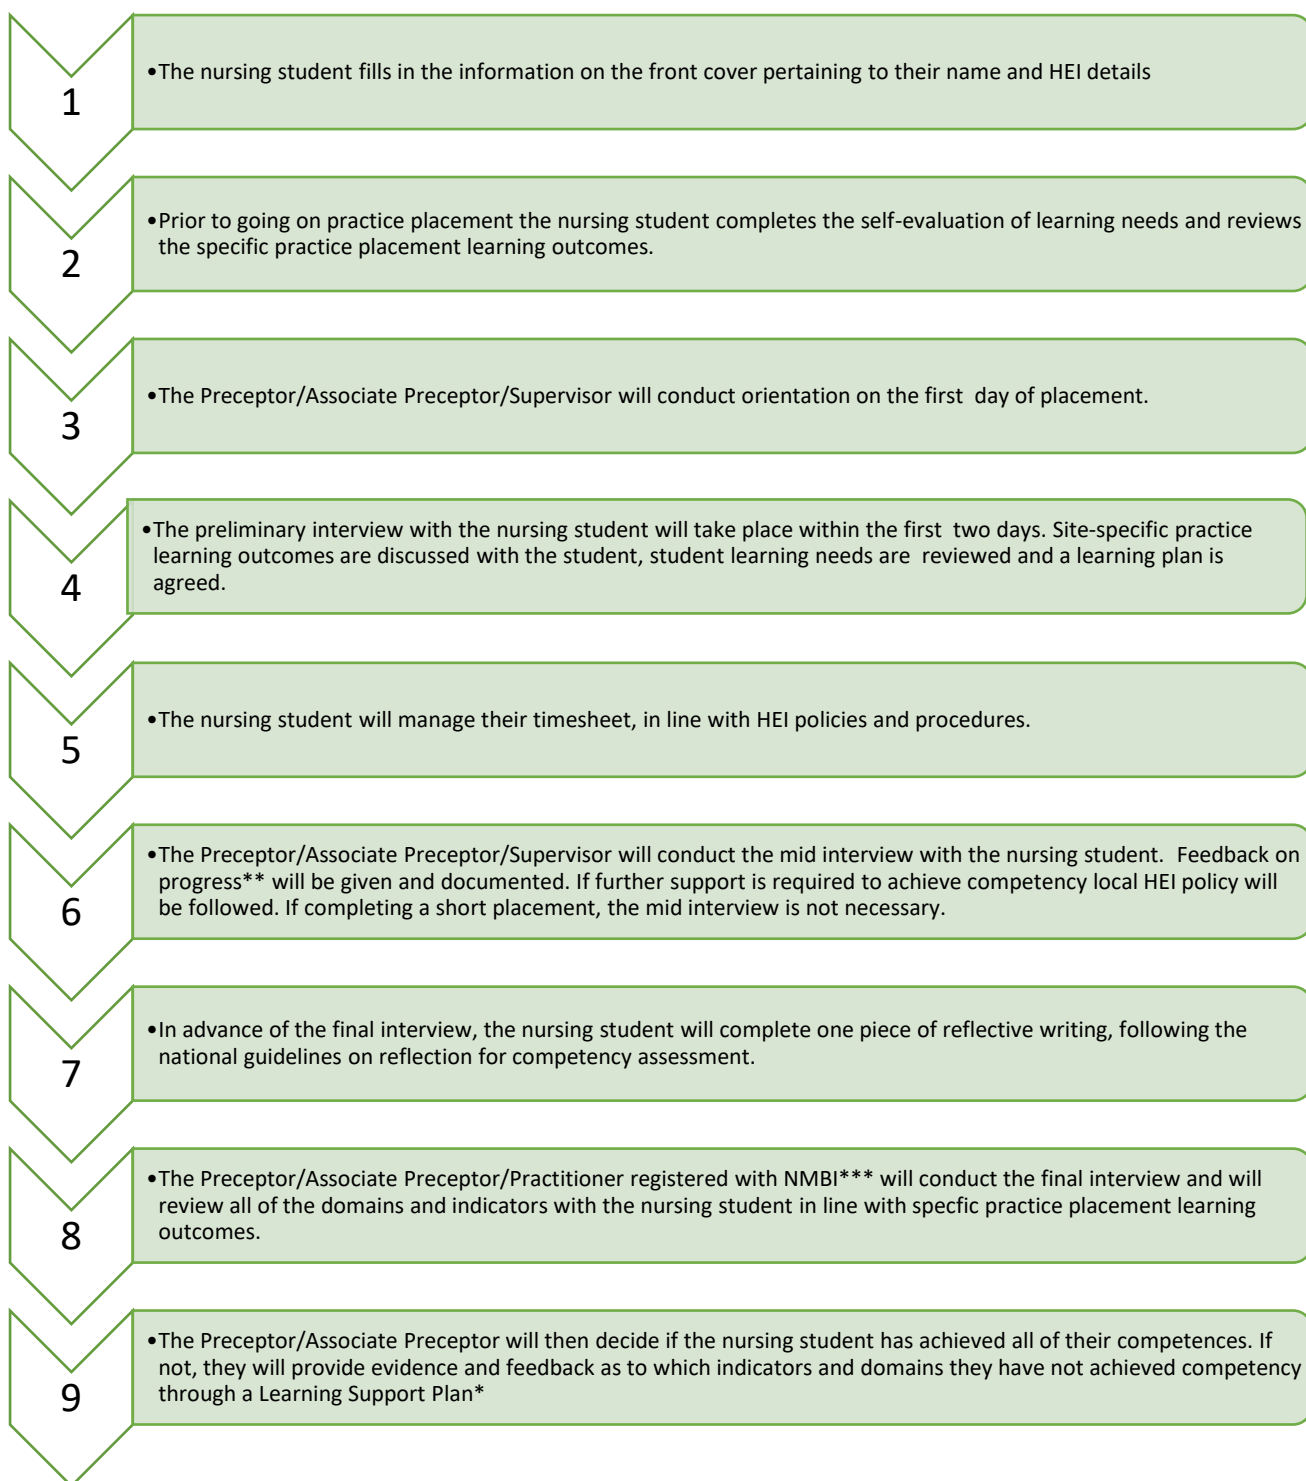 1
•The nursing student fills in the information on the front cover pertaining to their name and HEI details
2
•Prior to going on practice placement the nursing student completes the self-evaluation of learning needs and reviews
the specific practice placement learning outcomes.
3
•The Preceptor/Associate Preceptor/Supervisor will conduct orientation on the first  day of placement.
4
•The preliminary interview with the nursing student will take place within the first  two days. Site-specific practice
learning outcomes are discussed with the student, student learning needs are  reviewed and a learning plan is
agreed.
5
•The nursing student will manage their timesheet, in line with HEI policies and procedures.
6
•The Preceptor/Associate Preceptor/Supervisor will conduct the mid interview with the nursing student.  Feedback on
progress** will be given and documented. If further support is required to achieve competency local HEI policy will
be followed. If completing a short placement, the mid interview is not necessary.
7
•In advance of the final interview, the nursing student will complete one piece of reflective writing, following the
national guidelines on reflection for competency assessment.
8
•The Preceptor/Associate Preceptor/Practitioner registered with NMBI*** will conduct the final interview and will
review all of the domains and indicators with the nursing student in line with specfic practice placement learning
outcomes.
9
•The Preceptor/Associate Preceptor will then decide if the nursing student has achieved all of their competences. If
not, they will provide evidence and feedback as to which indicators and domains they have not achieved competency
through a Learning Support Plan*